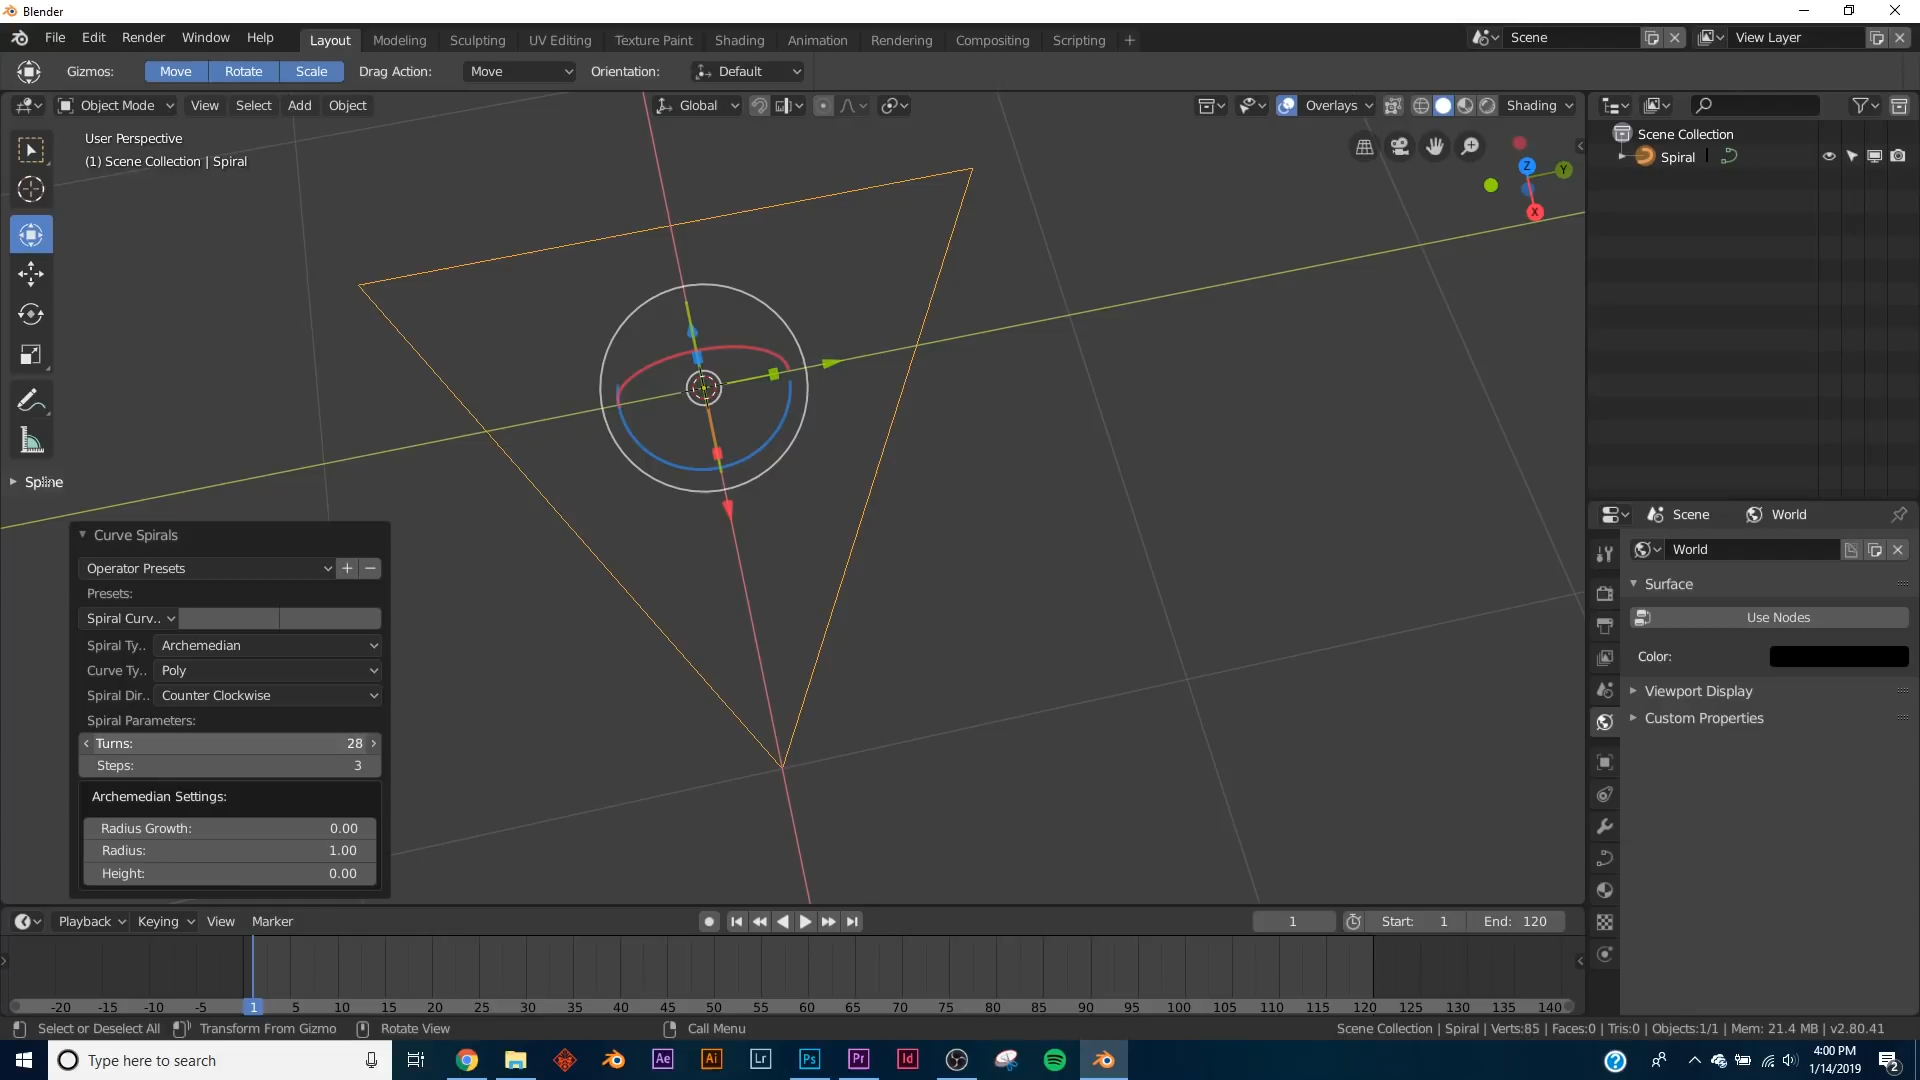 Blender
File Edit Render Window Help Layout Modeling Sculpting UV Editing Texture Paint Shading Animation Rendering Compositing Scripting + Scene View Layer
Gizmos: Move Rotate Scale Drag Action: Move Orientation: Default
Object Mode View Select Add Object Global Overlays Shading
User Perspective
(1) Scene Collection | Spiral
Scene Collection
Spiral
Z Y
X
Spline
Curve Spirals
Operator Presets
Presets:
Spiral Curv..
Spiral Ty.. Archemedian
Curve Ty.. Poly
Spiral Dir.. Counter Clockwise
Spiral Parameters:
Turns: 28
Steps: 3
Archemedian Settings:
Radius Growth: 0.00
Radius: 1.00
Height: 0.00
Scene World
World
Surface
Use Nodes
Color:
Viewport Display
Custom Properties
Playback Keying View Marker 1 Start: 1 End: 120
-20 -15 -10 -5 1 5 10 15 20 25 30 35 40 45 50 55 60 65 70 75 80 85 90 95 100 105 110 115 120 125 130 135 140
Select or Deselect All Transform From Gizmo Rotate View Call Menu Scene Collection | Spiral | Verts:85 | Faces:0 | Tris:0 | Objects:1/1 | Mem: 21.4 MB | v2.80.41
Type here to search Ae Ai Lr Ps Pr Id 4:00 PM
1/14/2019 2